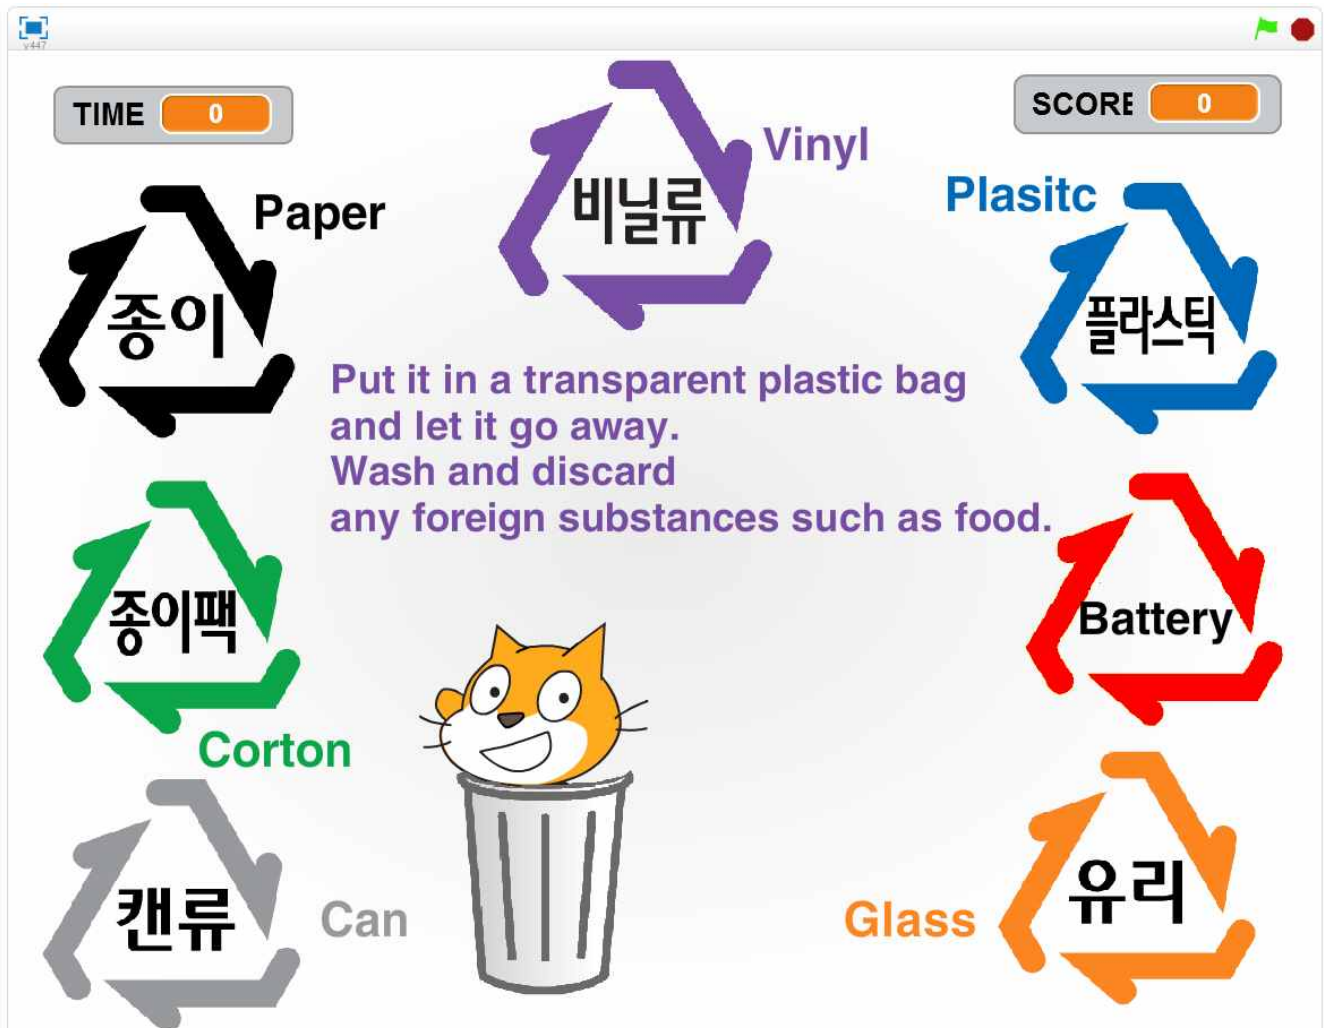 v447
TIME 0
SCORE 0
Vinyl
비닐류
Paper
종이
Plasitc
플라스틱
Put it in a transparent plastic bag
and let it go away.
Wash and discard
any foreign substances such as food.
종이팩
Corton
Battery
캔류
Can
Glass
유리